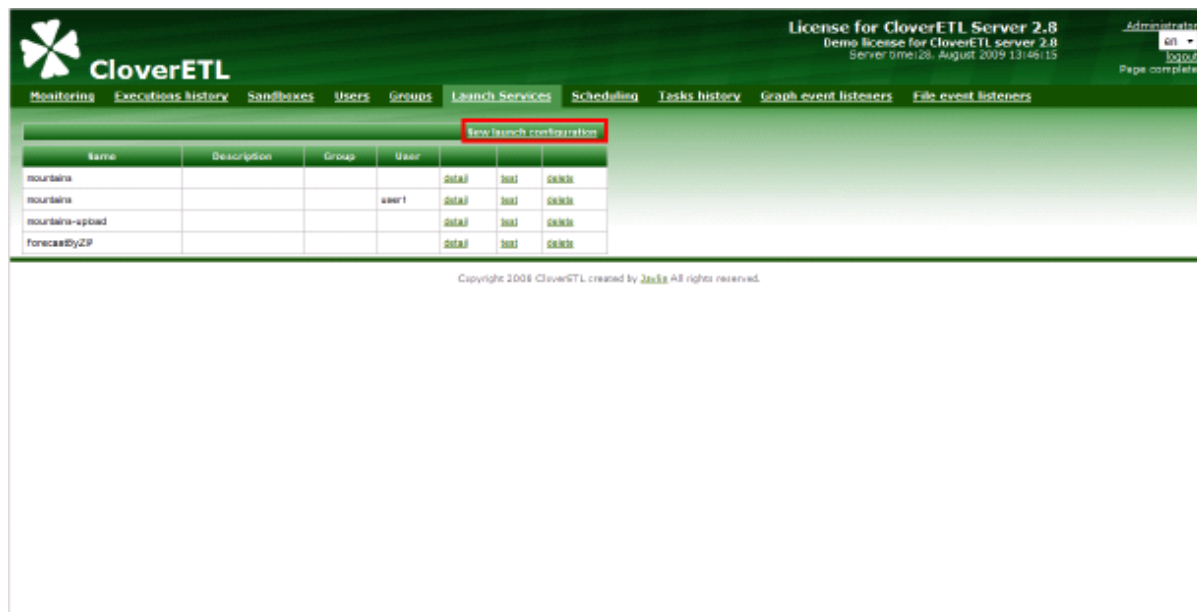 License for CloverETL Server 2.8
Demo license for CloverETL server 2.8
Server time:28. August 2009 13:46:15
Administrator
en
logout
Page complete
CloverETL
Monitoring Executions history Sandboxes Users Groups Launch Services Scheduling Tasks history Graph event listeners File event listeners
New launch configuration
Name Description Group User
mountains detail test delete
mountains user1 detail test delete
mountains-upload detail test delete
ForecastByZIP detail test delete
Copyright 2008 CloverETL created by Javlin All rights reserved.